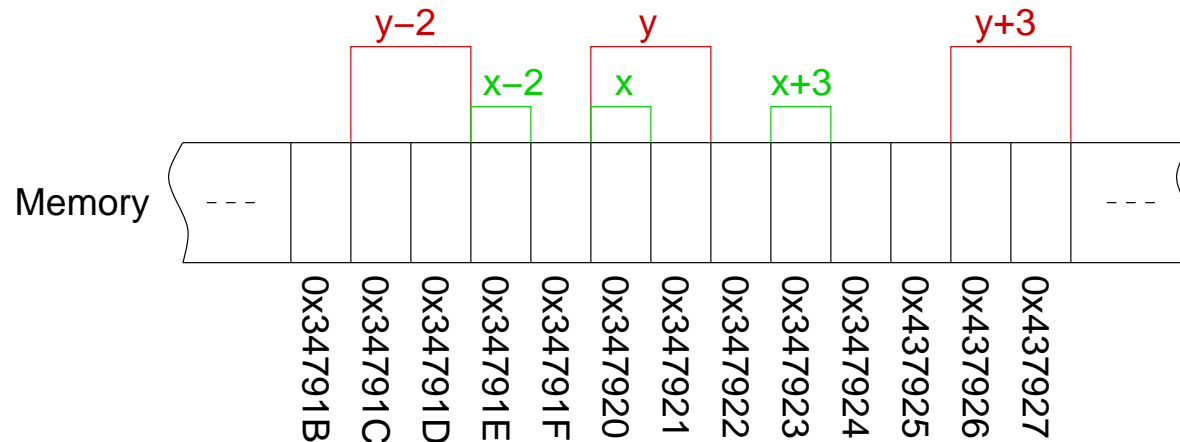 y−2 y y+3
x−2 x x+3
Memory
0x34791B
0x34791C
0x34791D
0x34791E
0x34791F
0x347920
0x347921
0x347922
0x347923
0x347924
0x437925
0x437926
0x437927